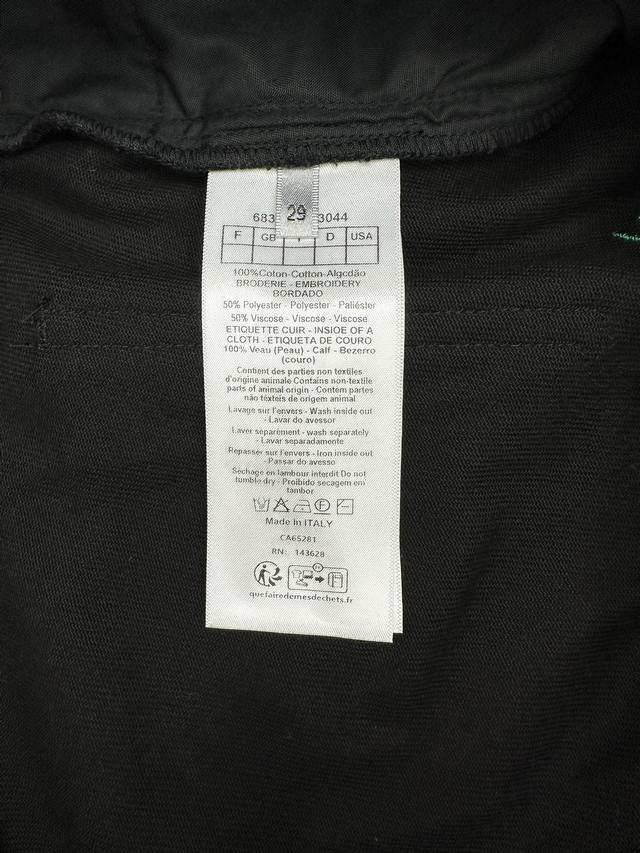 683 29 3044
F GB I D USA
100%Coton-Cotton-Algcdão
BRODERIE - EMBROIDERY
BORDADO
50% Polyester - Polyester - Paliéster
50% Viscose - Viscose - Viscose
ETIQUETTE CUIR - INSIOE OF A
CLOTH - ETIQUETA DE COURO
100% Veau (Peau) - Calf - Bezerro
(couro)
Contient des parties non textiles
d'origine animale Contains non-textile
parts of animal origin - Contem partes
não têxteis de origem animal
Lavage sur l'envers - Wash inside out
- Lavar do avessor
Laver separèment - wash separately
- Lavar separadamente
Repasser sur l'envers - Iron inside out
- Passar do avesso
Séchage en lambour interdit Do not
tumble dry - Proibido secagem em
tambor
F
Made in ITALY
CA65281
RN: 143628
FR
quefairedemesdechets.fr